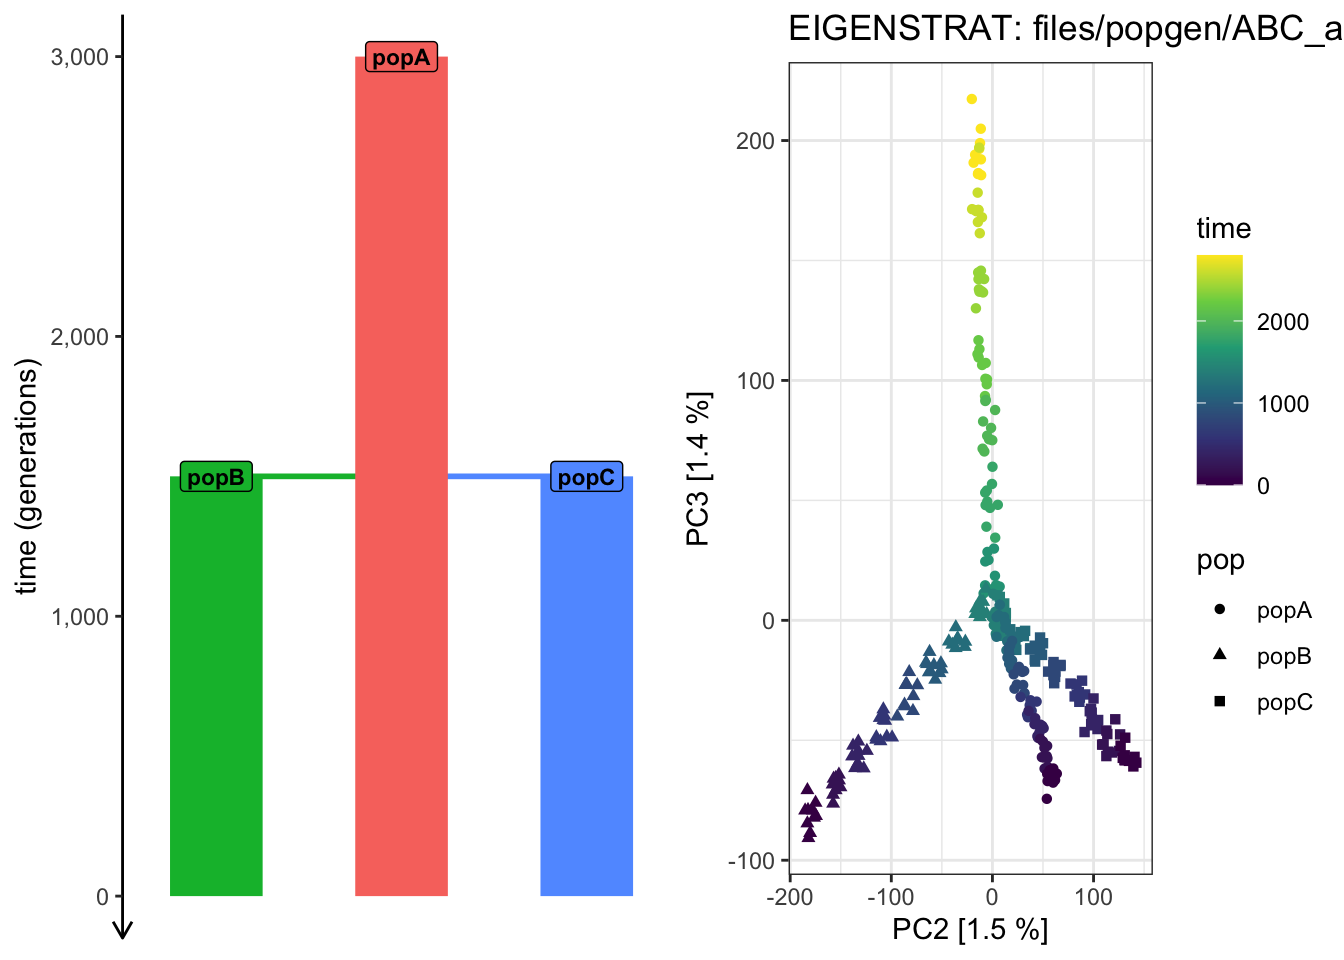 time (generations)
3,000
2,000
1,000
0
popA
popB
popC
EIGENSTRAT: files/popgen/ABC_a
PC3 [1.4 %]
200
100
0
-100
-200
-100
0
100
PC2 [1.5 %]
time
2000
1000
0
pop
popA
popB
popC